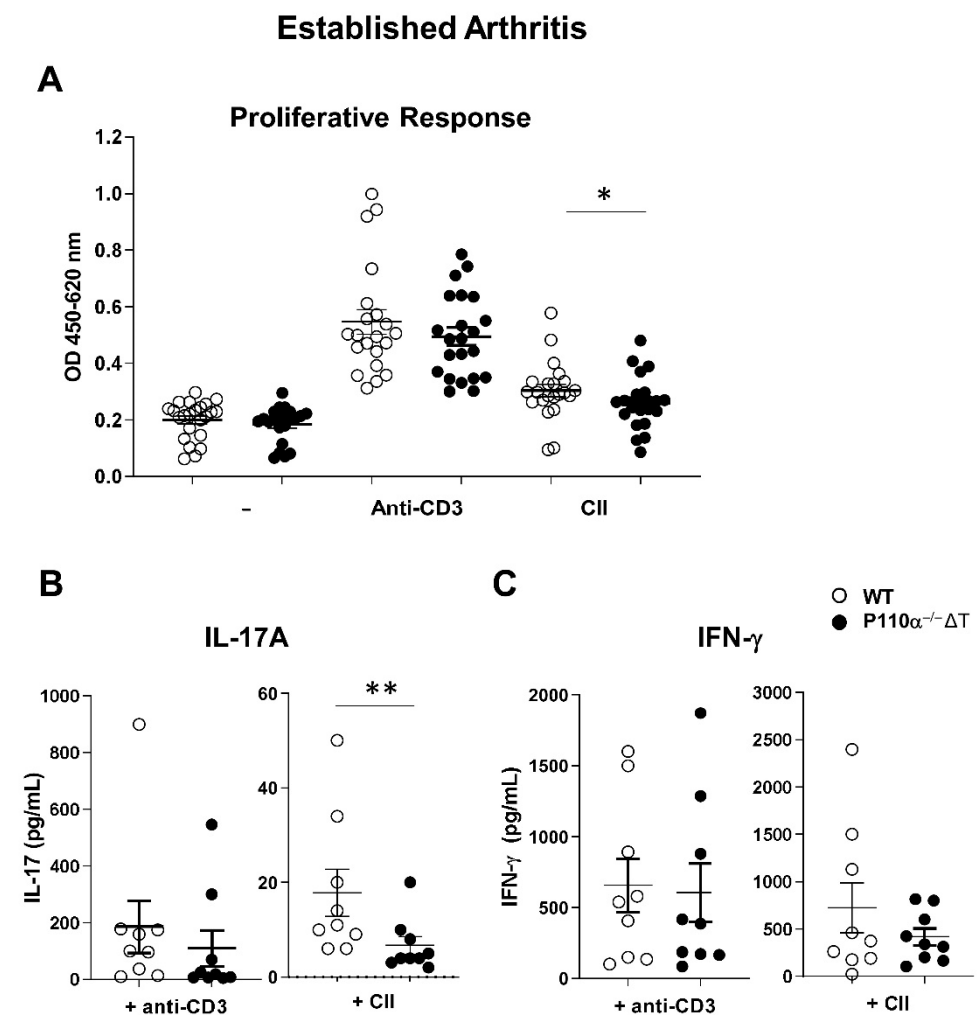 Established Arthritis
A
Proliferative Response
OD 450-620 nm
1.2
1.0
0.8
0.6
0.4
0.2
0.0
*
–
Anti-CD3
CII
B
IL-17A
IL-17 (pg/mL)
1000
800
600
400
200
0
+ anti-CD3
60
40
20
0
**
+ CII
C
WT
P110α⁻/⁻ΔT
IFN-γ
IFN-γ (pg/mL)
2000
1500
1000
500
0
+ anti-CD3
3000
2500
2000
1500
1000
500
0
+ CII